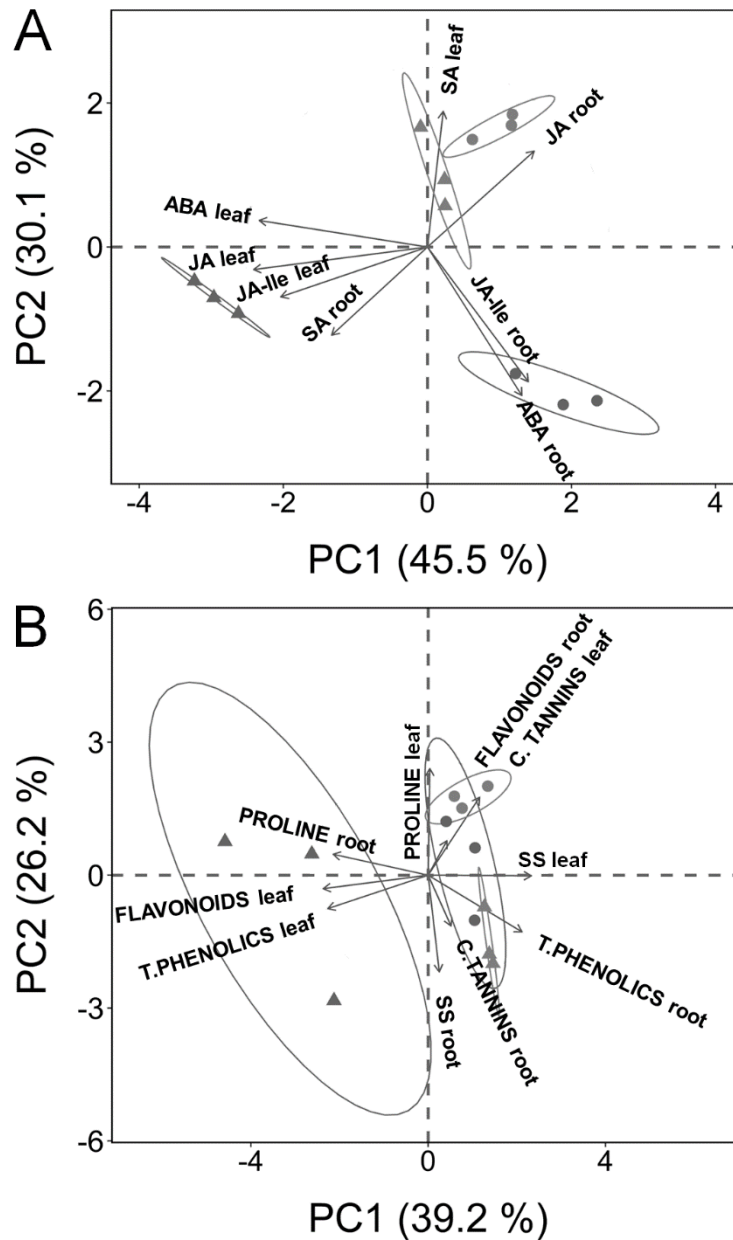 A
2
0
-2
-4
-2
0
2
4
PC2 (30.1 %)
PC1 (45.5 %)
SA leaf
JA root
ABA leaf
JA leaf
JA-Ile leaf
SA root
JA-Ile root
ABA root
B
6
3
0
-3
-6
-4
0
4
PC2 (26.2 %)
PC1 (39.2 %)
FLAVONOIDS root
C. TANNINS leaf
PROLINE leaf
PROLINE root
SS leaf
FLAVONOIDS leaf
T.PHENOLICS leaf
T.PHENOLICS root
C.TANNINS root
SS root